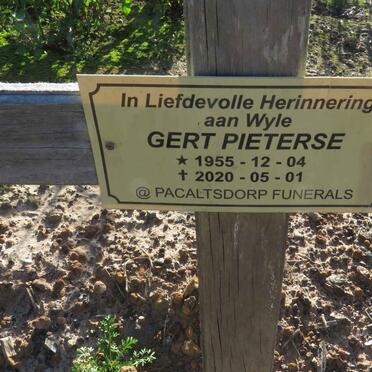 In Liefdevolle Herinnering
aan Wyle
GERT PIETERSE
★ 1955 - 12 - 04
✝ 2020 - 05 - 01
@ PACALTSDORP FUNERALS